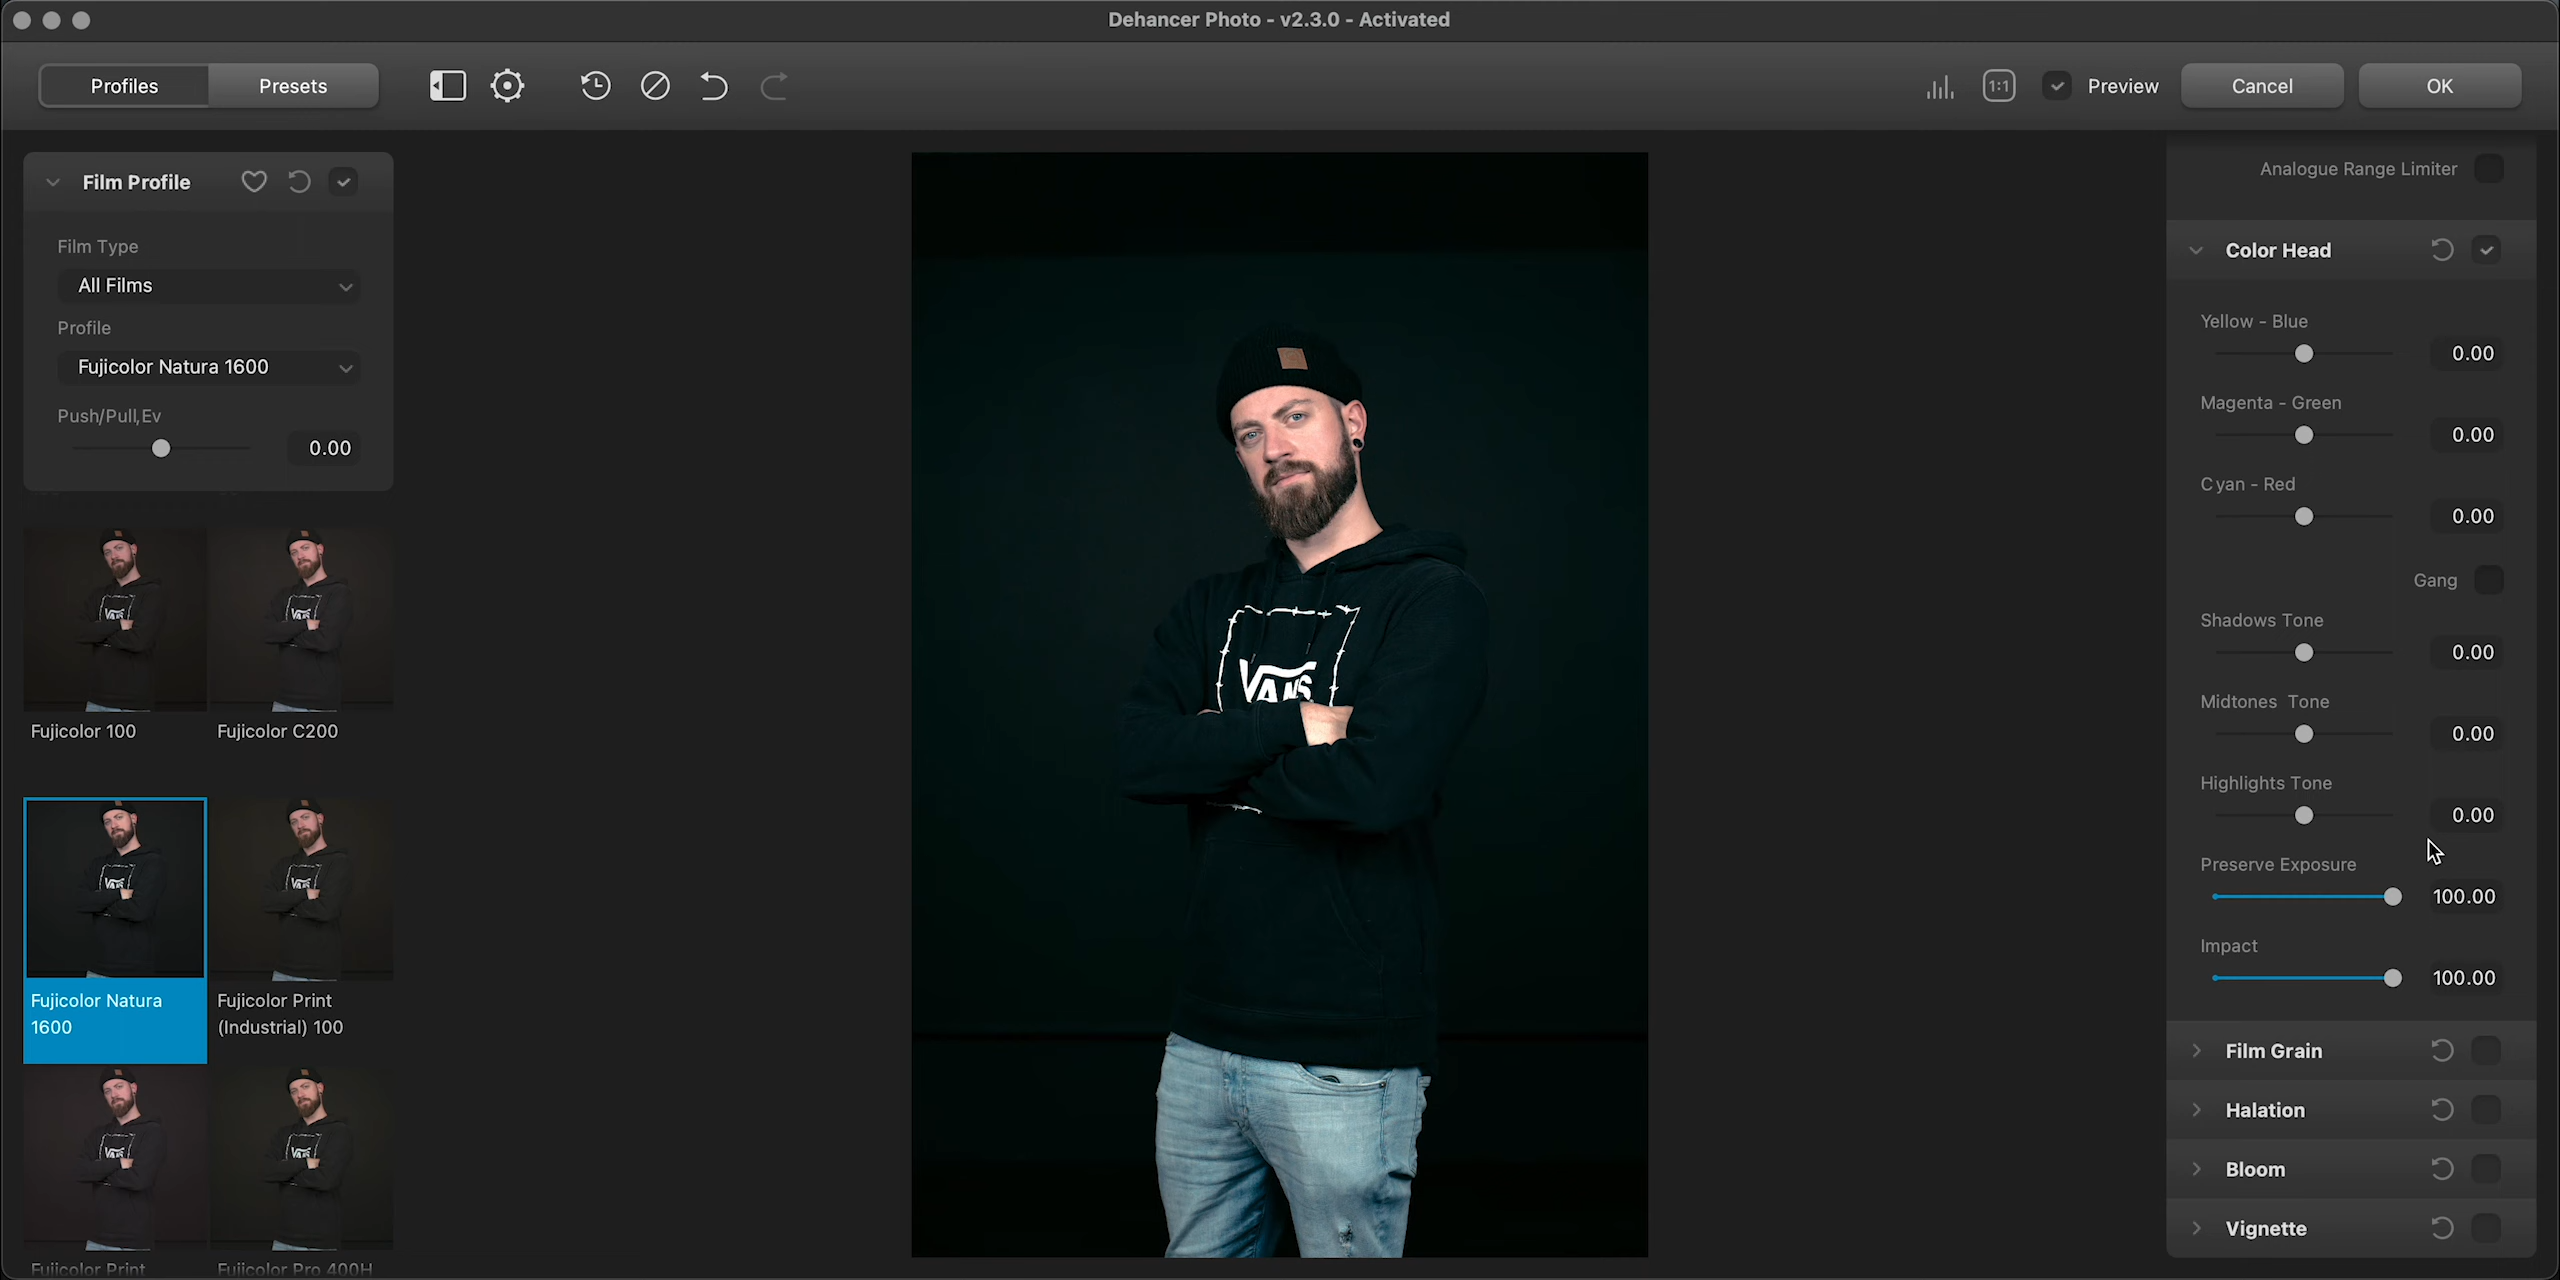 Dehancer Photo - v2.3.0 - Activated
Profiles
Presets
1:1
Preview
Cancel
OK
Film Profile
Film Type
All Films
Profile
Fujicolor Natura 1600
Push/Pull,Ev
0.00
Fujicolor 100
Fujicolor C200
Fujicolor Natura
1600
Fujicolor Print
(Industrial) 100
Fujicolor Print
Fujicolor Pro 400H
VANS
Analogue Range Limiter
Color Head
Yellow - Blue
0.00
Magenta - Green
0.00
Cyan - Red
0.00
Gang
Shadows Tone
0.00
Midtones Tone
0.00
Highlights Tone
0.00
Preserve Exposure
100.00
Impact
100.00
Film Grain
Halation
Bloom
Vignette